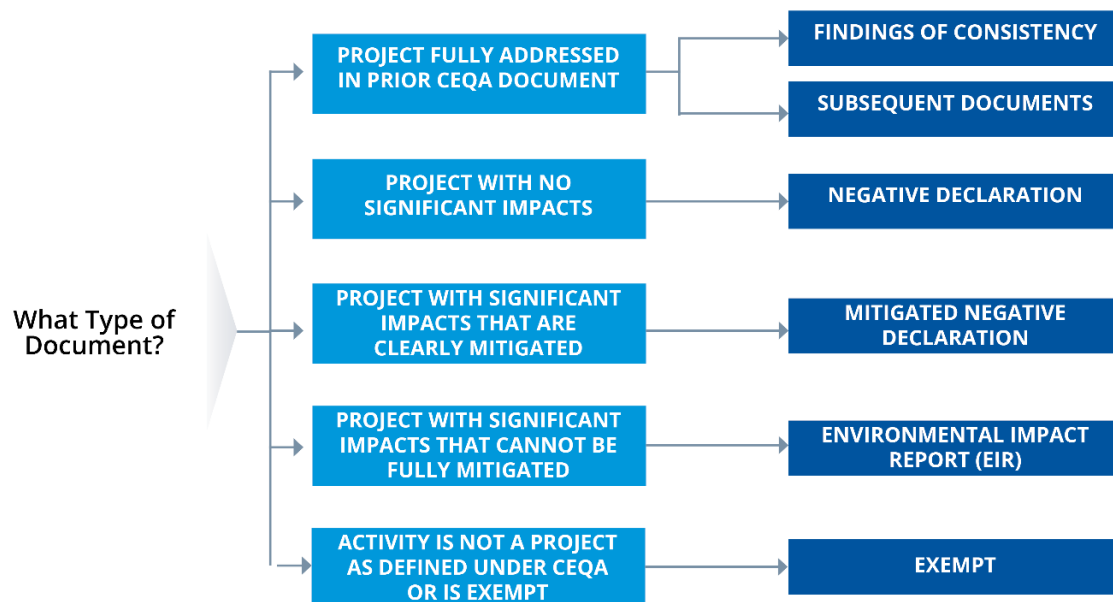 What Type of
Document?
PROJECT FULLY ADDRESSED
IN PRIOR CEQA DOCUMENT
FINDINGS OF CONSISTENCY
SUBSEQUENT DOCUMENTS
PROJECT WITH NO
SIGNIFICANT IMPACTS
NEGATIVE DECLARATION
PROJECT WITH SIGNIFICANT
IMPACTS THAT ARE
CLEARLY MITIGATED
MITIGATED NEGATIVE
DECLARATION
PROJECT WITH SIGNIFICANT
IMPACTS THAT CANNOT BE
FULLY MITIGATED
ENVIRONMENTAL IMPACT
REPORT (EIR)
ACTIVITY IS NOT A PROJECT
AS DEFINED UNDER CEQA
OR IS EXEMPT
EXEMPT